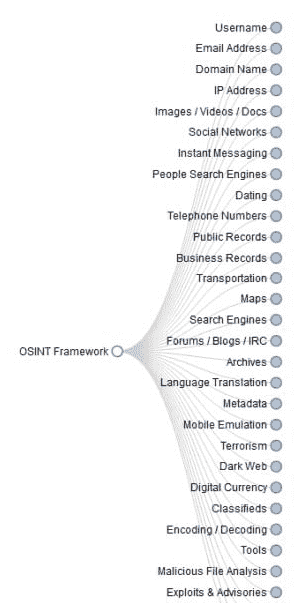 Username
Email Address
Domain Name
IP Address
Images / Videos / Docs
Social Networks
Instant Messaging
People Search Engines
Dating
Telephone Numbers
Public Records
Business Records
Transportation
Maps
Search Engines
Forums / Blogs / IRC
OSINT Framework
Archives
Language Translation
Metadata
Mobile Emulation
Terrorism
Dark Web
Digital Currency
Classifieds
Encoding / Decoding
Tools
Malicious File Analysis
Exploits & Advisories